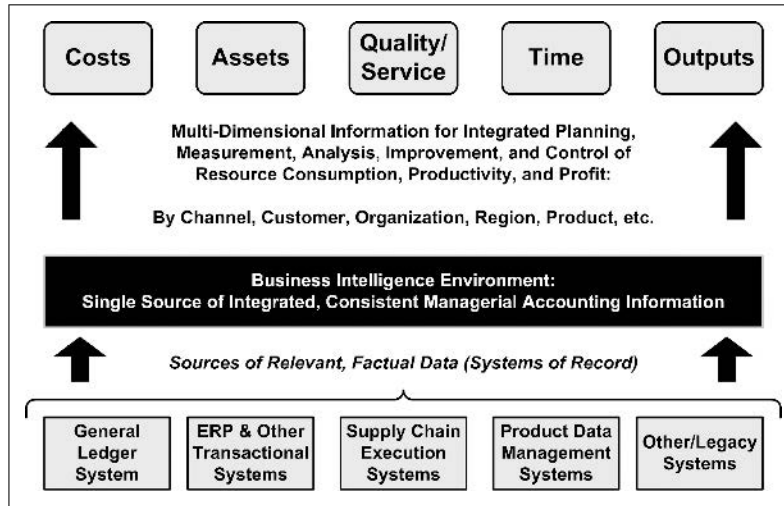 Costs
Assets
Quality/
Service
Time
Outputs
Multi-Dimensional Information for Integrated Planning,
Measurement, Analysis, Improvement, and Control of
Resource Consumption, Productivity, and Profit:
By Channel, Customer, Organization, Region, Product, etc.
Business Intelligence Environment:
Single Source of Integrated, Consistent Managerial Accounting Information
Sources of Relevant, Factual Data (Systems of Record)
General
Ledger
System
ERP & Other
Transactional
Systems
Supply Chain
Execution
Systems
Product Data
Management
Systems
Other/Legacy
Systems